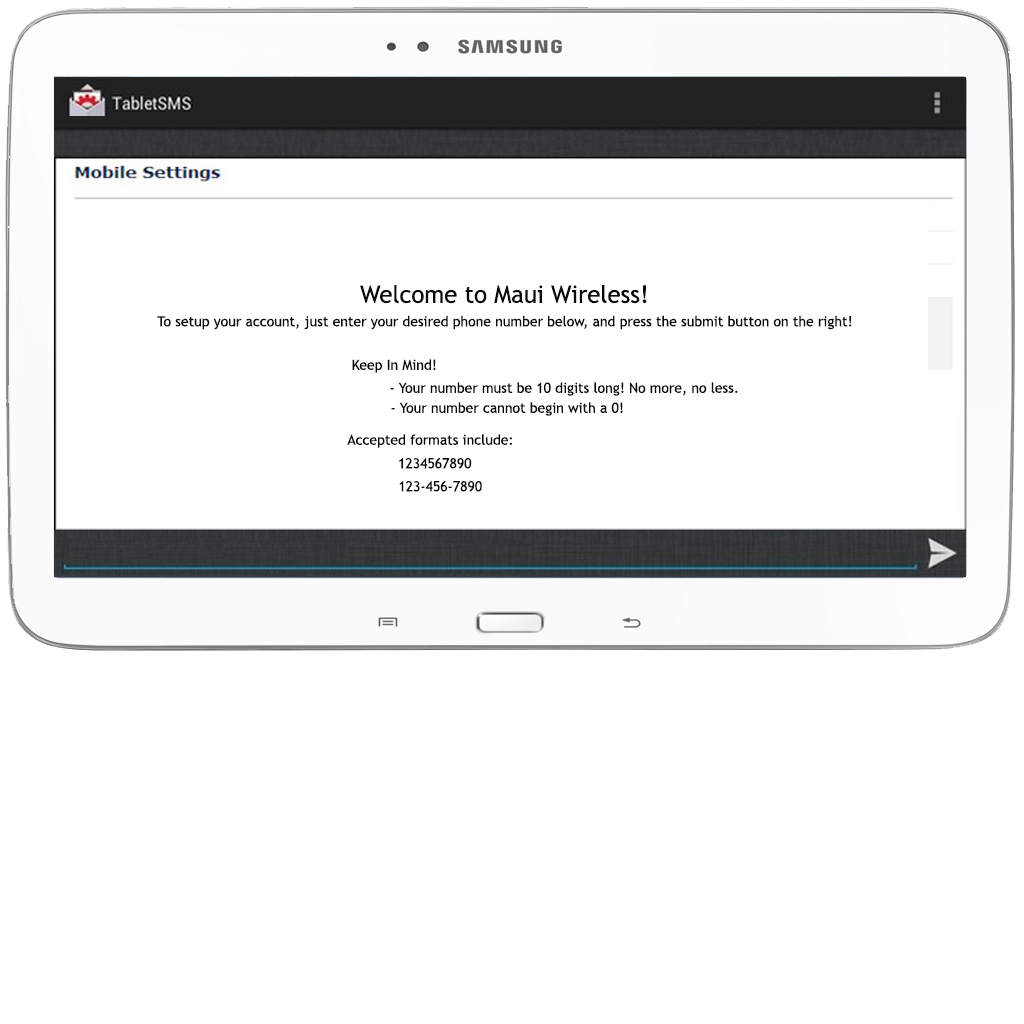 SAMSUNG
TabletSMS
Mobile Settings
Welcome to Maui Wireless!
To setup your account, just enter your desired phone number below, and press the submit button on the right!
Keep In Mind!
- Your number must be 10 digits long! No more, no less.
- Your number cannot begin with a 0!
Accepted formats include:
1234567890
123-456-7890